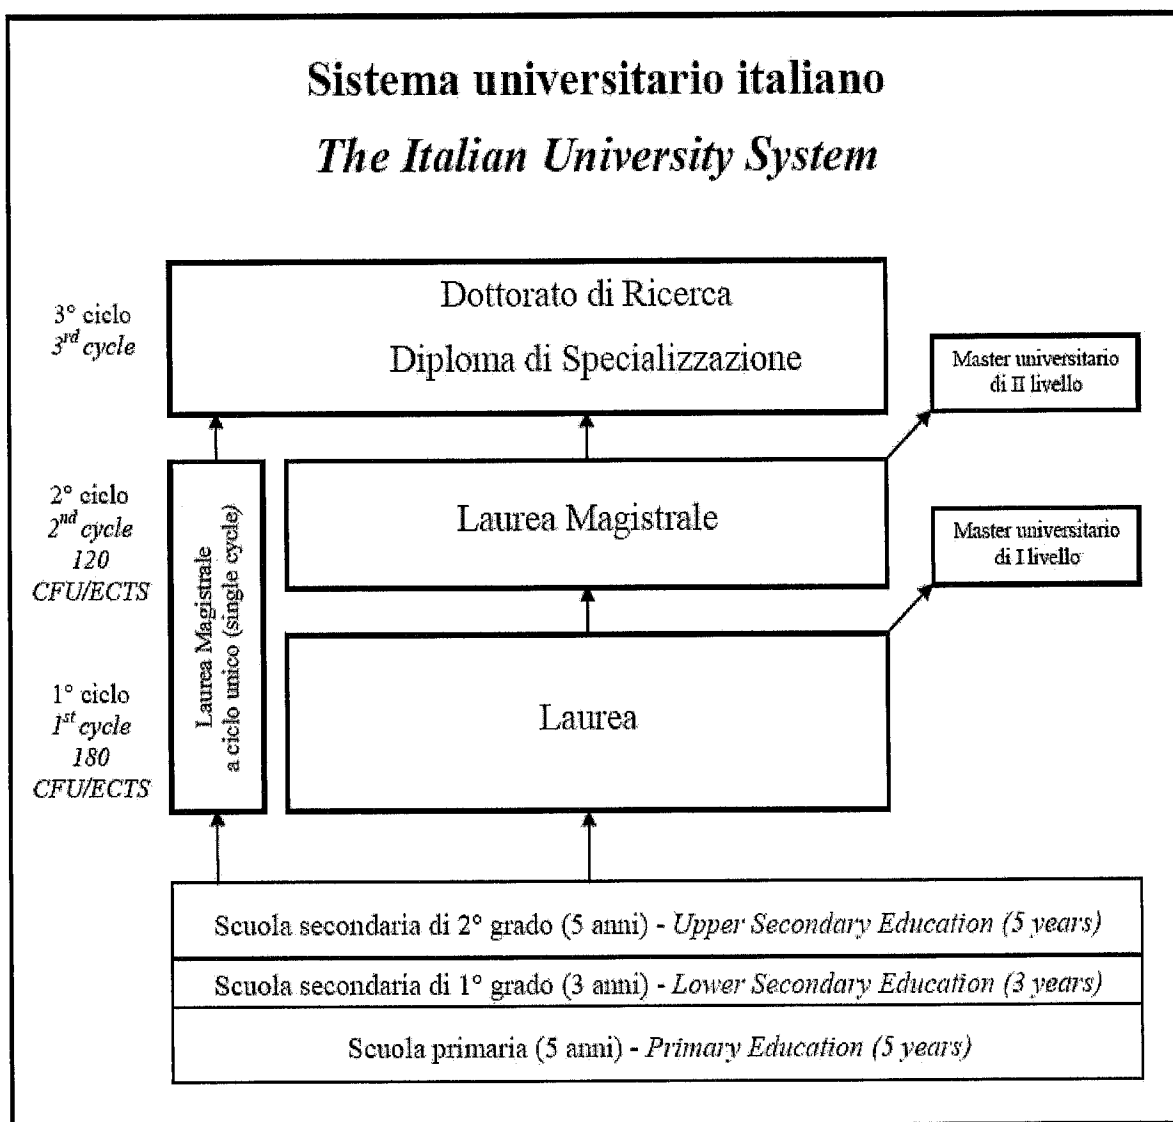 Sistema universitario italiano
The Italian University System
3° ciclo
3rd cycle
Dottorato di Ricerca
Diploma di Specializzazione
Master universitario
di II livello
2° ciclo
2nd cycle
120
CFU/ECTS
Laurea Magistrale
a ciclo unico (single cycle)
Laurea Magistrale
Master universitario
di I livello
1° ciclo
1st cycle
180
CFU/ECTS
Laurea
Scuola secondaria di 2° grado (5 anni) - Upper Secondary Education (5 years)
Scuola secondaria di 1° grado (3 anni) - Lower Secondary Education (3 years)
Scuola primaria (5 anni) - Primary Education (5 years)